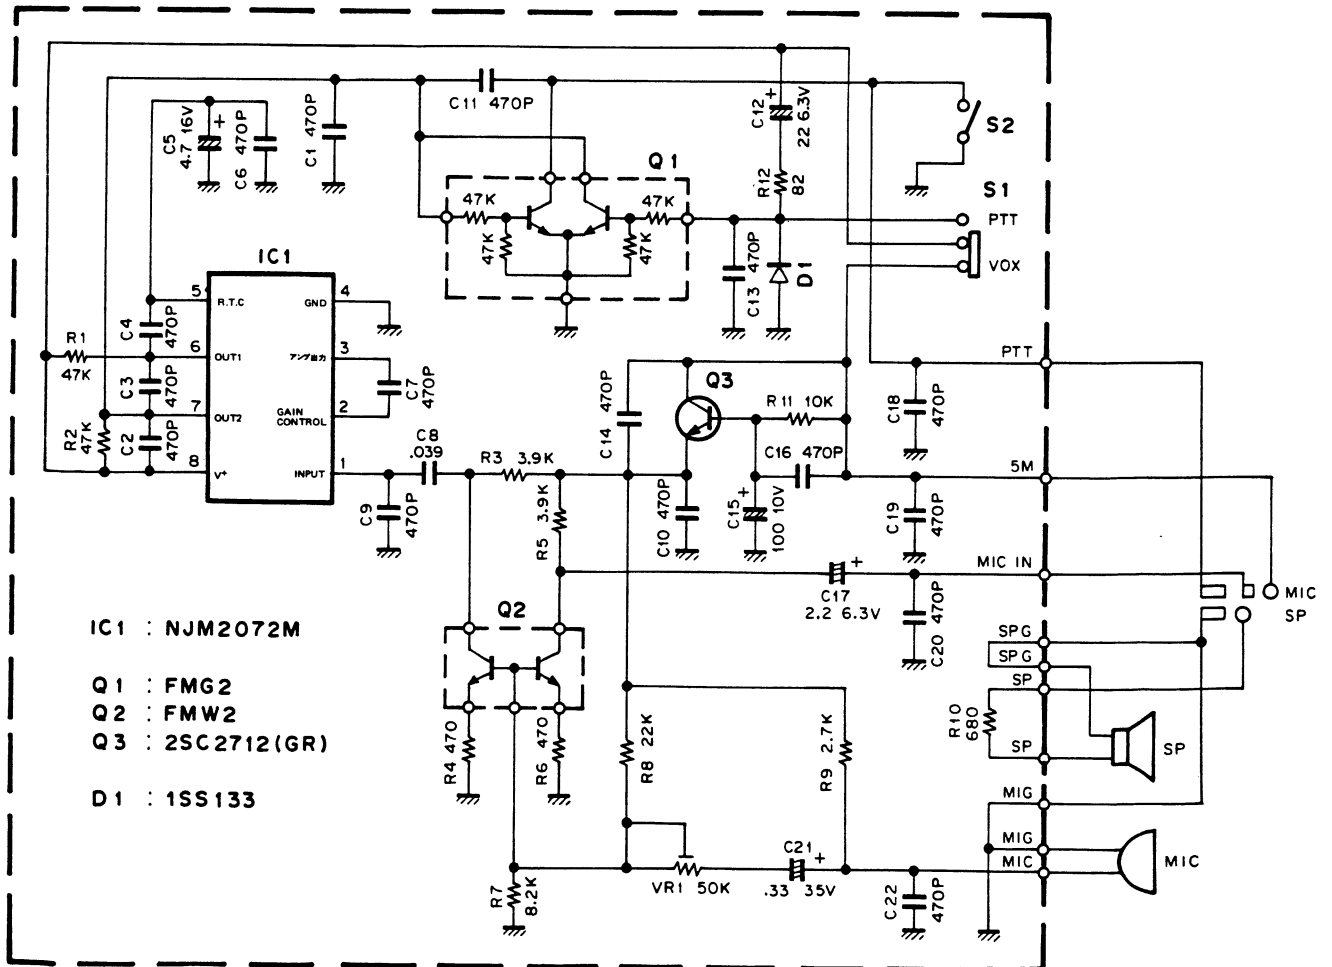 C11 470P
C12 22 6.3V
S2
C5 4.7 16V
C6 470P
C1 470P
Q1
R12 82
S1
PTT
VOX
47K
47K
47K
47K
C13 470P
D1
IC1
5 R.T.C
GND 4
C4 470P
R1 47K
6 OUT1
アンプ出力 3
C3 470P
C7 470P
7 OUT2
GAIN CONTROL 2
R2 47K
C2 470P
8 V+
INPUT 1
C9 470P
C8 .039
R3 3.9K
R5 3.9K
C14 470P
Q3
R11 10K
C16 470P
C10 470P
C15 100 10V
C18 470P
C19 470P
PTT
5M
MIC IN
C17 2.2 6.3V
C20 470P
MIC
SP
SPG
SPG
SP
R10 680
SP
SP
MIG
MIG
MIC
MIC
Q2
R4 470
R6 470
R8 22K
R9 2.7K
R7 8.2K
VR1 50K
C21 .33 35V
C22 470P
IC1 : NJM2072M
Q1 : FMG2
Q2 : FMW2
Q3 : 2SC2712(GR)
D1 : 1SS133